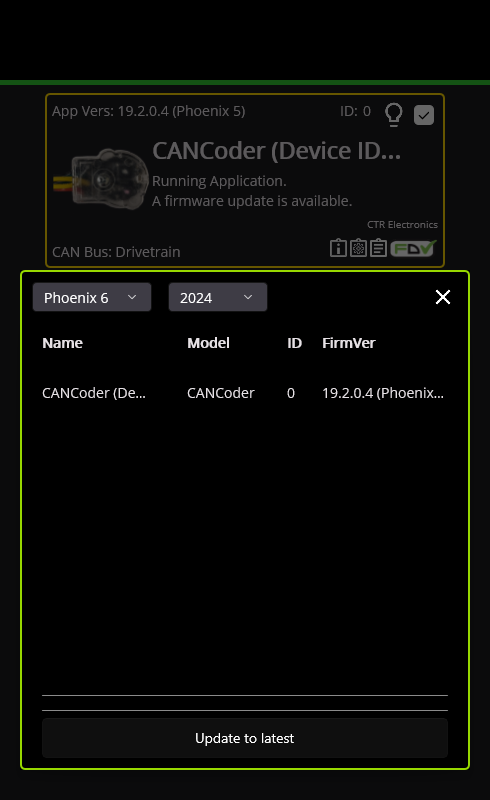 App Vers: 19.2.0.4 (Phoenix 5) ID: 0
CANCoder (Device ID...
Running Application.
A firmware update is available.
CTR Electronics
CAN Bus: Drivetrain FDV
Phoenix 6 2024
Name Model ID FirmVer
CANCoder (De... CANCoder 0 19.2.0.4 (Phoenix...
Update to latest